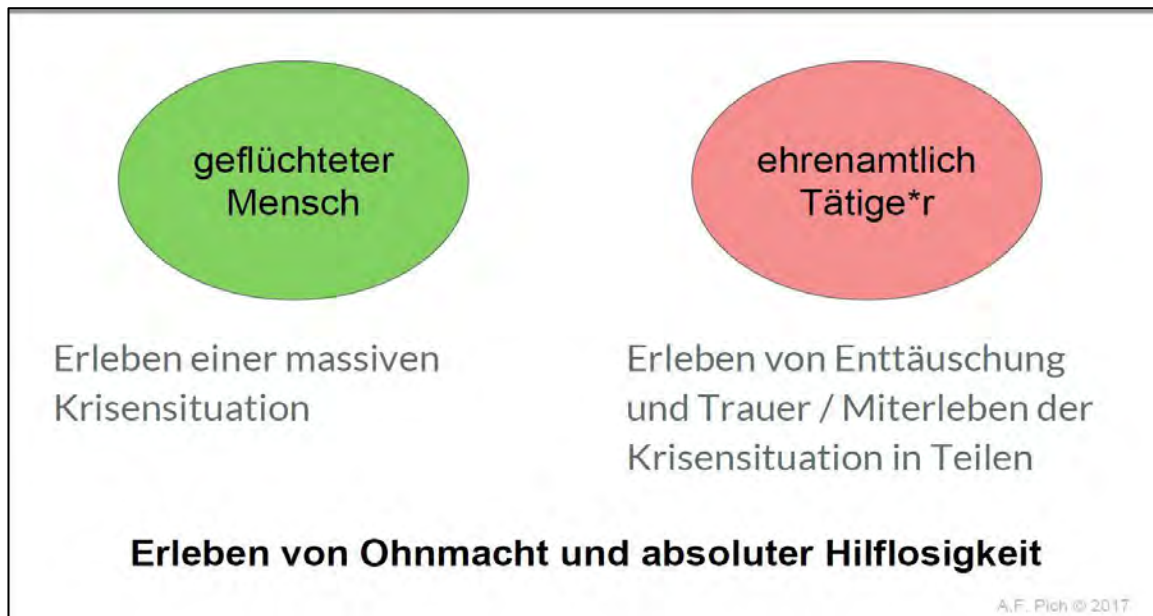 geflüchteter
Mensch
ehrenamtlich
Tätige*r
Erleben einer massiven
Krisensituation
Erleben von Enttäuschung
und Trauer / Miterleben der
Krisensituation in Teilen
Erleben von Ohnmacht und absoluter Hilflosigkeit
A.F. Pich © 2017